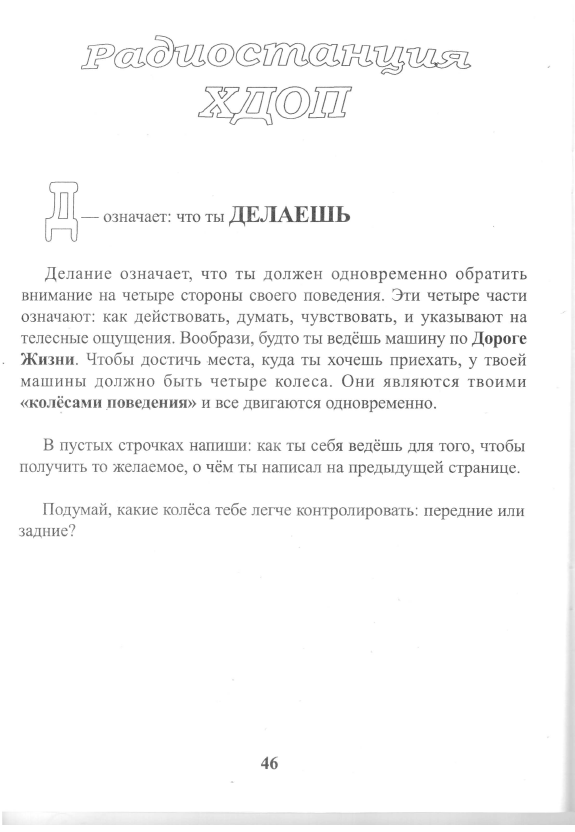 Радиостанция
ХДОП
Д — означает: что ты ДЕЛАЕШЬ
Делание означает, что ты должен одновременно обратить
внимание на четыре стороны своего поведения. Эти четыре части
означают: как действовать, думать, чувствовать, и указывают на
телесные ощущения. Вообрази, будто ты ведёшь машину по Дороге
Жизни. Чтобы достичь места, куда ты хочешь приехать, у твоей
машины должно быть четыре колеса. Они являются твоими
«колёсами поведения» и все двигаются одновременно.
В пустых строчках напиши: как ты себя ведёшь для того, чтобы
получить то желаемое, о чём ты написал на предыдущей странице.
Подумай, какие колёса тебе легче контролировать: передние или
задние?
46